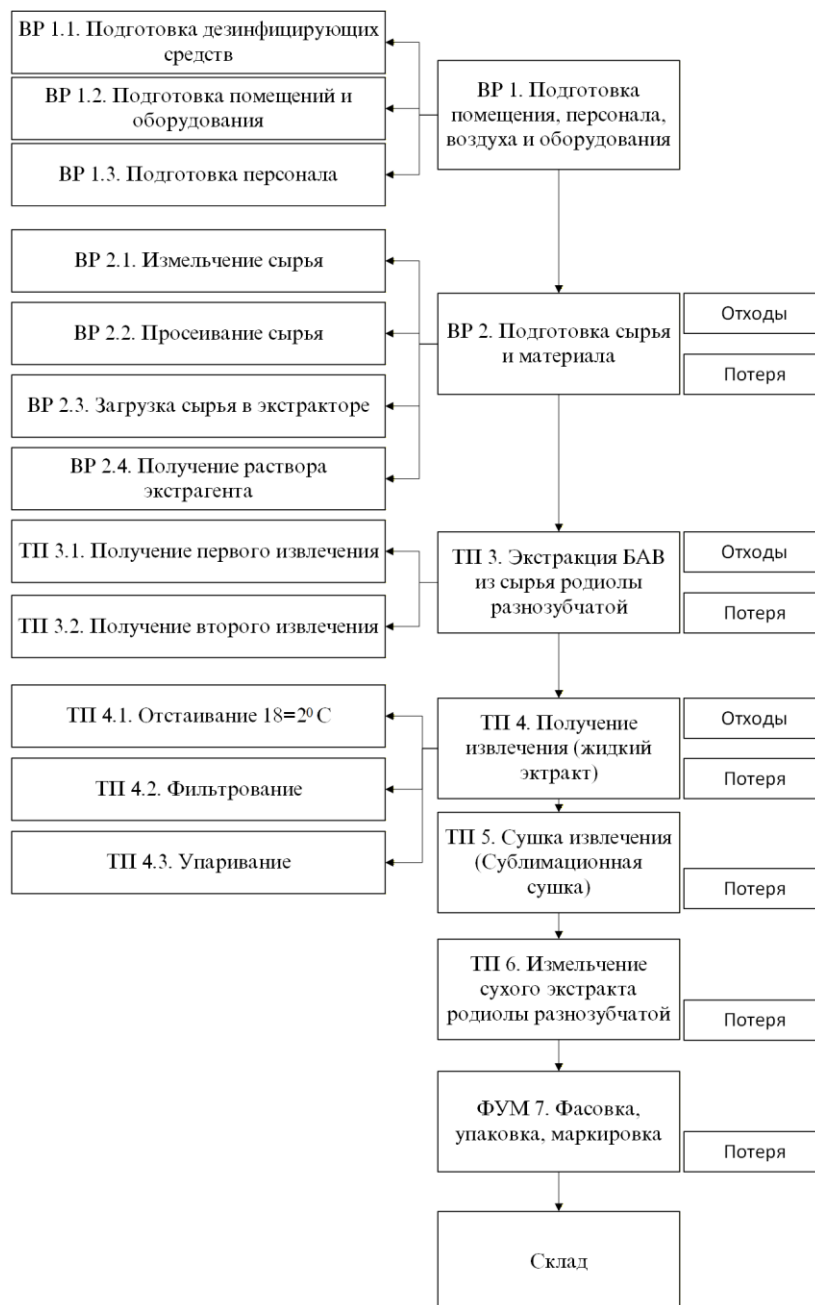 ВР 1.1. Подготовка дезинфицирующих
средств
ВР 1.2. Подготовка помещений и
оборудования
ВР 1.3. Подготовка персонала
ВР 1. Подготовка
помещения, персонала,
воздуха и оборудования
ВР 2.1. Измельчение сырья
ВР 2.2. Просеивание сырья
ВР 2.3. Загрузка сырья в экстракторе
ВР 2.4. Получение раствора
экстрагента
ВР 2. Подготовка сырья
и материала
Отходы
Потеря
ТП 3.1. Получение первого извлечения
ТП 3.2. Получение второго извлечения
ТП 3. Экстракция БАВ
из сырья родиолы
разнозубчатой
Отходы
Потеря
ТП 4.1. Отстаивание 18=2⁰ С
ТП 4.2. Фильтрование
ТП 4.3. Упаривание
ТП 4. Получение
извлечения (жидкий
эктракт)
Отходы
Потеря
ТП 5. Сушка извлечения
(Сублимационная
сушка)
Потеря
ТП 6. Измельчение
сухого экстракта
родиолы разнозубчатой
Потеря
ФУМ 7. Фасовка,
упаковка, маркировка
Потеря
Склад